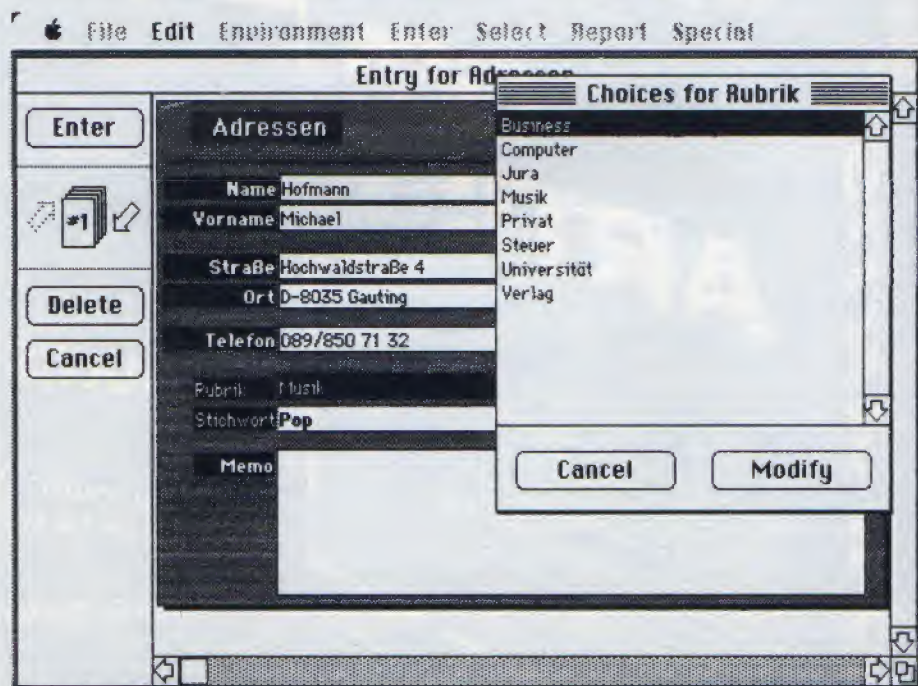 File Edit Environment Enter Select Report Special
Entry for Adressen
Enter
#1
Delete
Cancel
Adressen
Name Hofmann
Vorname Michael
Straße Hochwaldstraße 4
Ort D-8035 Gauting
Telefon 089/850 71 32
Rubrik Musik
Stichwort Pop
Memo
Choices for Rubrik
Business
Computer
Jura
Musik
Privat
Steuer
Universität
Verlag
Cancel Modify